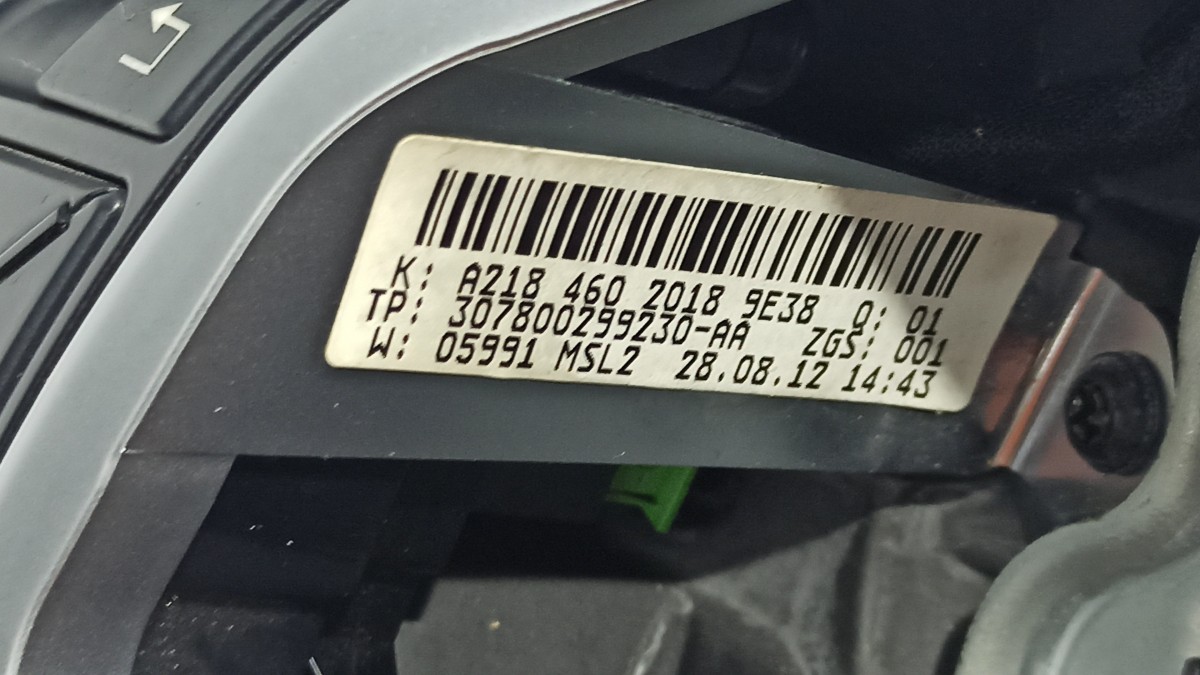 K: A218 460 2018 9E38 Q: 01
TP: 307800299230-AA ZGS: 001
W: 05991 MSL2 28.08.12 14:43